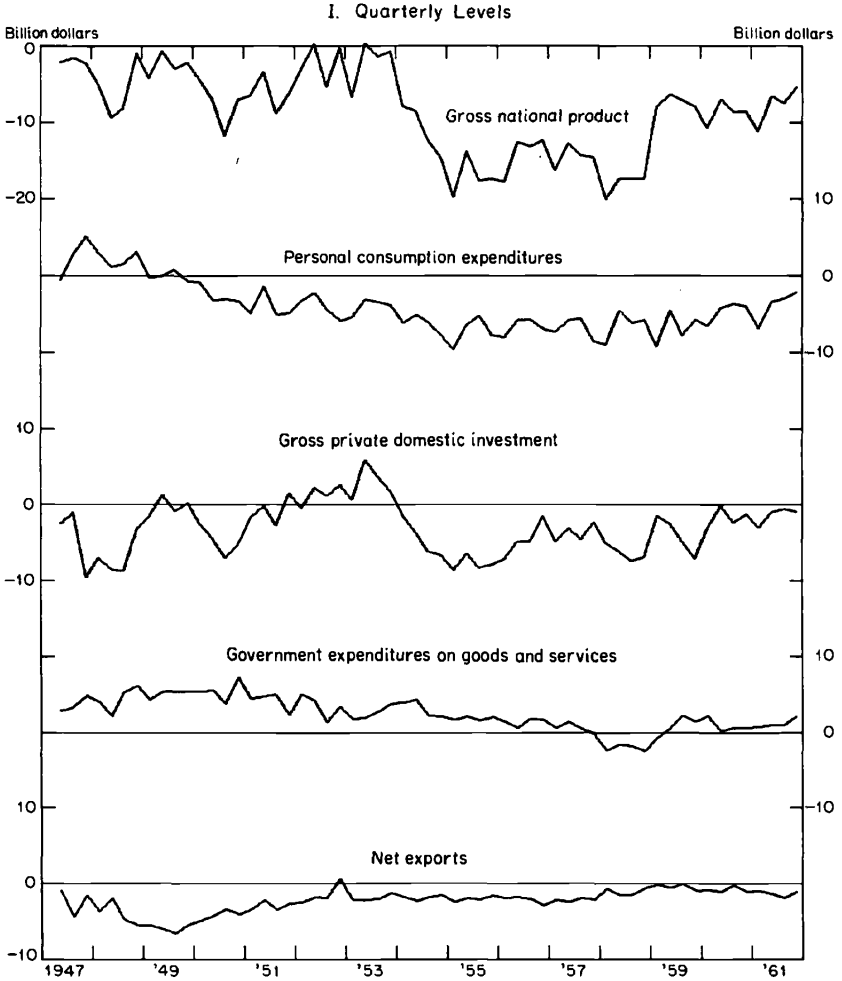 I. Quarterly Levels
Billion dollars
Billion dollars
0
-10
Gross national product
-20
10
Personal consumption expenditures
0
-10
10
Gross private domestic investment
0
-10
Government expenditures on goods and services
10
0
10
-10
Net exports
0
-10
1947 '49 '51 '53 '55 '57 '59 '61